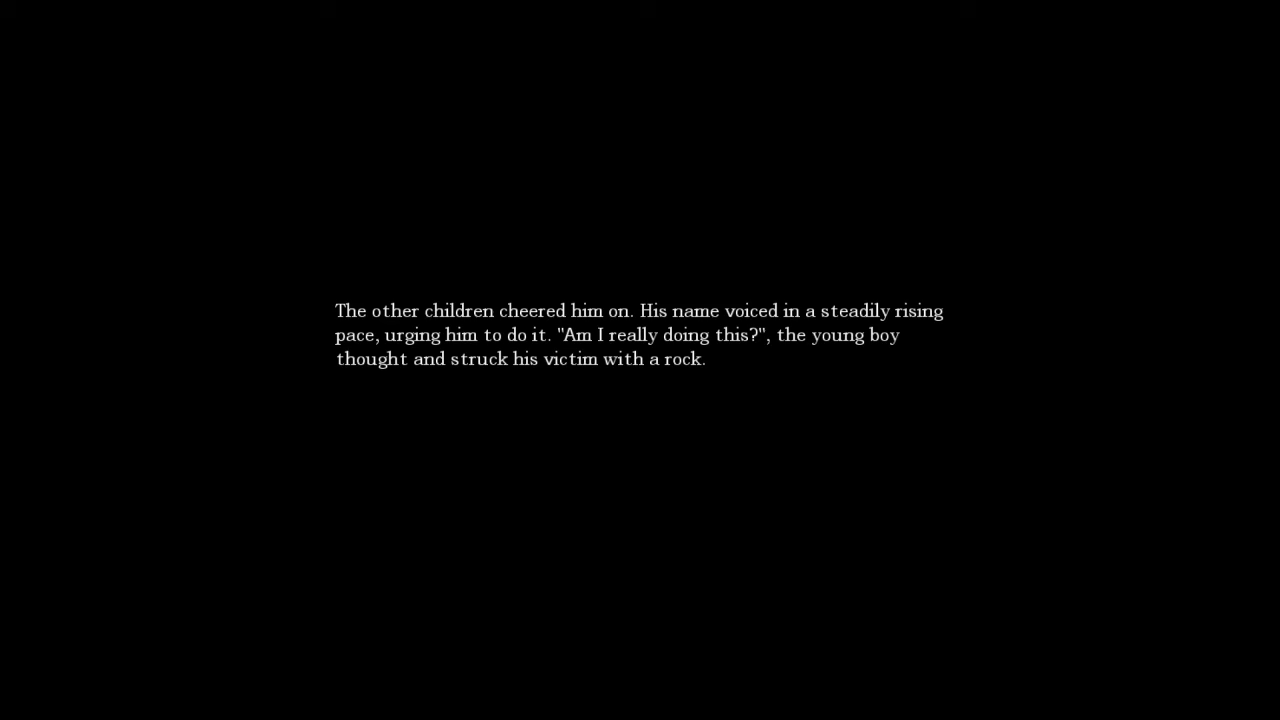 The other children cheered him on. His name voiced in a steadily rising
pace, urging him to do it. "Am I really doing this?", the young boy
thought and struck his victim with a rock.